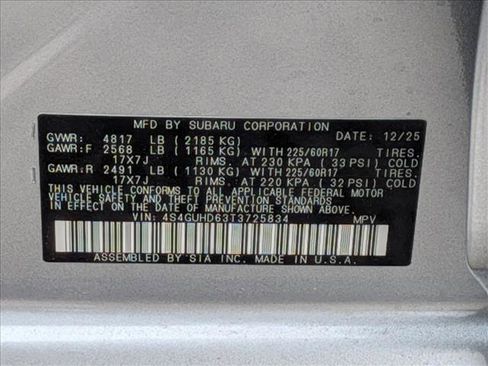 MFD BY SUBARU CORPORATION DATE: 12/25
GVWR: 4817 LB ( 2185 KG)
GAWR:F 2568 LB ( 1165 KG) WITH 225/60R17 TIRES.
17X7J RIMS. AT 230 KPA ( 33 PSI) COLD
GAWR:R 2491 LB ( 1130 KG) WITH 225/60R17 TIRES.
17X7J RIMS. AT 220 KPA ( 32 PSI) COLD
THIS VEHICLE CONFORMS TO ALL APPLICABLE FEDERAL MOTOR
VEHICLE SAFETY AND THEFT PREVENTION STANDARDS
IN EFFECT ON THE DATE OF MANUFACTURE SHOWN ABOVE.
VIN: 4S4GUHD63T3725834 MPV
ASSEMBLED BY SIA INC. MADE IN U.S.A.